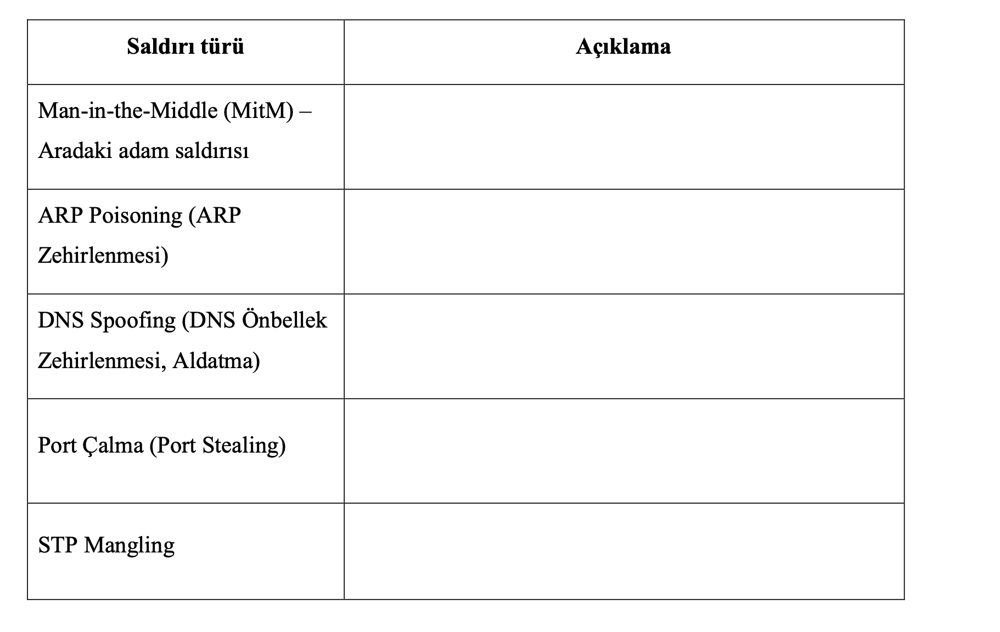 Saldırı türü
Açıklama
Man-in-the-Middle (MitM) –
Aradaki adam saldırısı
ARP Poisoning (ARP
Zehirlenmesi)
DNS Spoofing (DNS Önbellek
Zehirlenmesi, Aldatma)
Port Çalma (Port Stealing)
STP Mangling